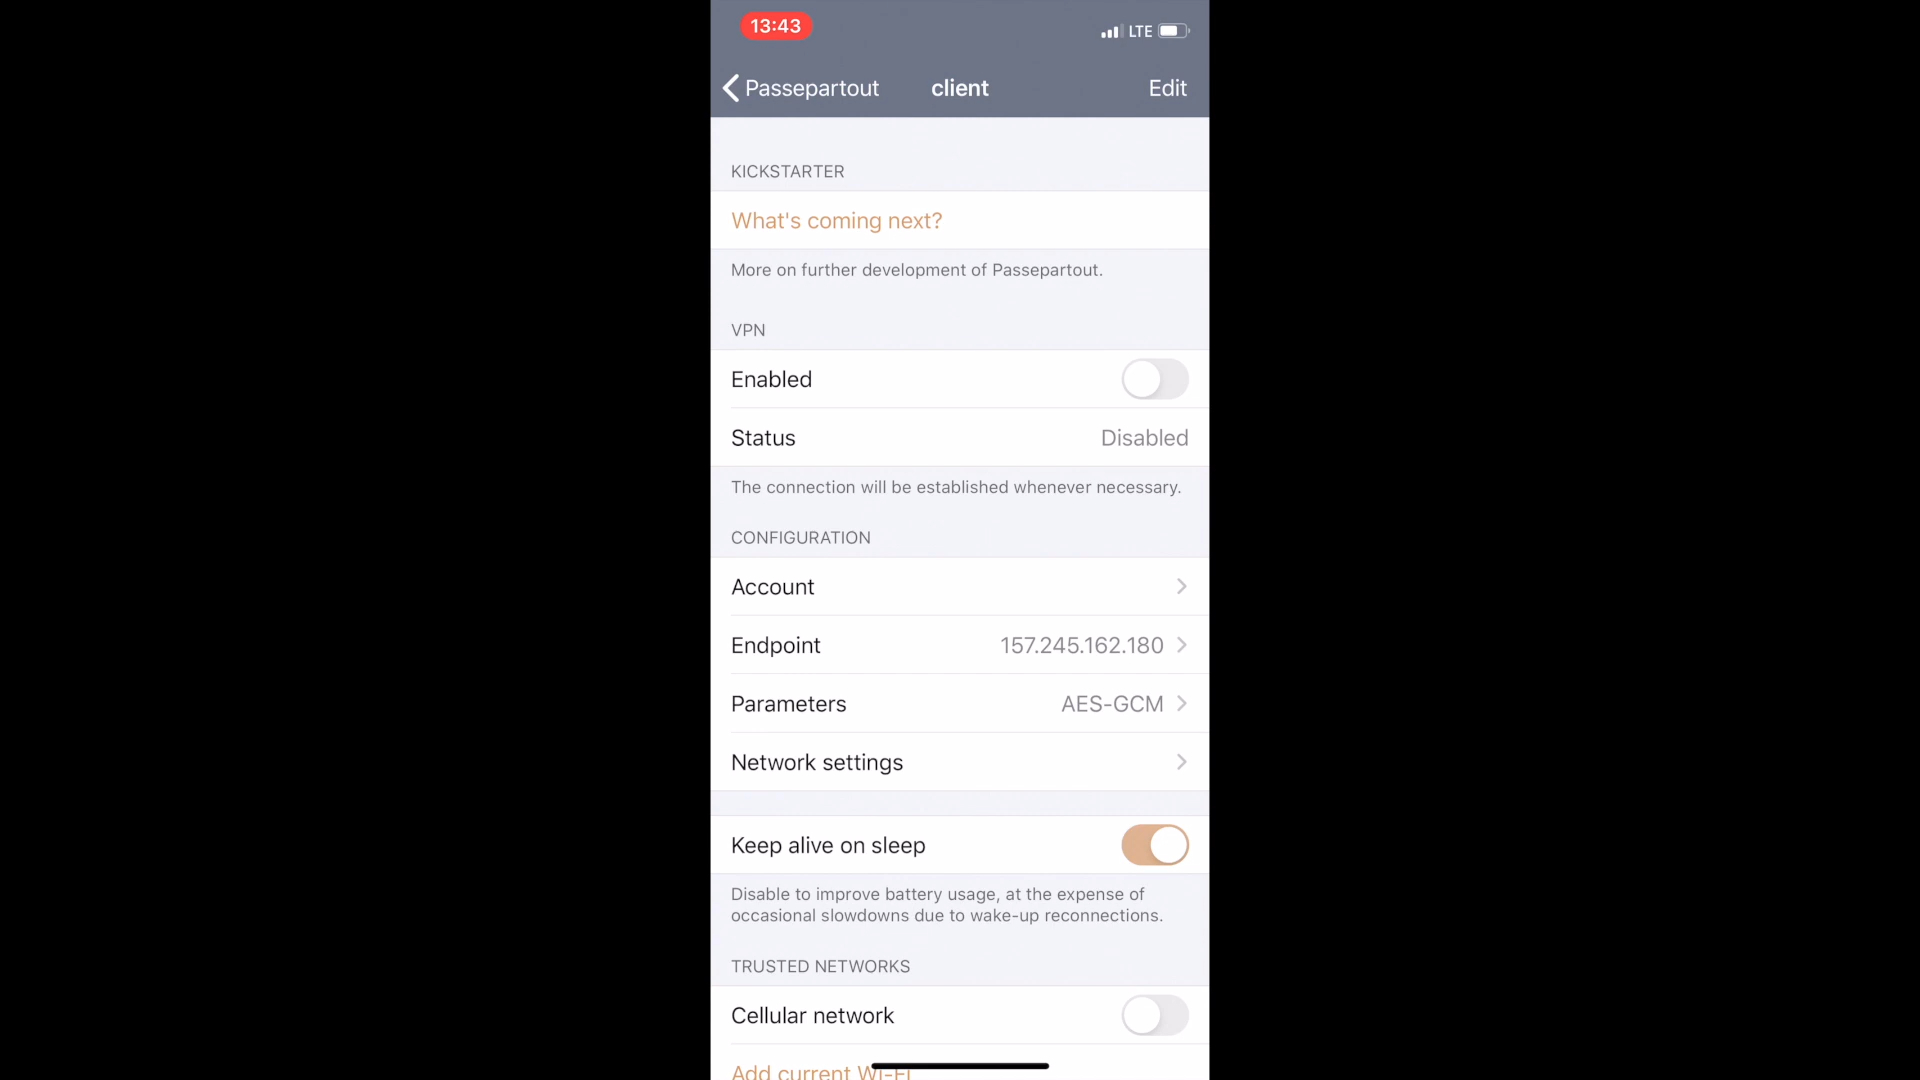 13:43
LTE
Passepartout
client
Edit
KICKSTARTER
What's coming next?
More on further development of Passepartout.
VPN
Enabled
Status
Disabled
The connection will be established whenever necessary.
CONFIGURATION
Account
Endpoint
157.245.162.180
Parameters
AES-GCM
Network settings
Keep alive on sleep
Disable to improve battery usage, at the expense of
occasional slowdowns due to wake-up reconnections.
TRUSTED NETWORKS
Cellular network
Add current Wi-Fi